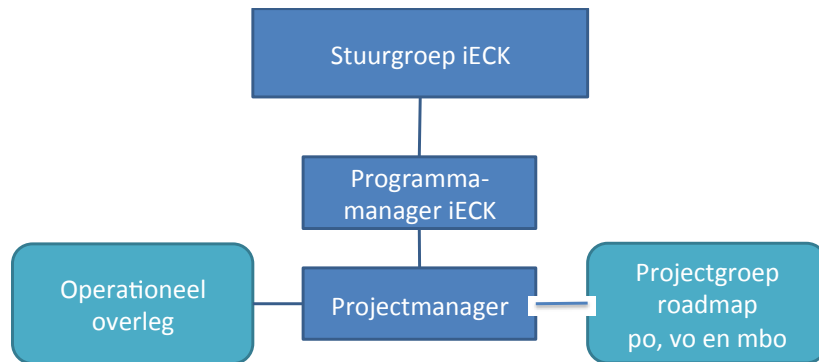 Stuurgroep iECK
Programma-
manager iECK
Operationeel
overleg
Projectmanager
Projectgroep
roadmap
po, vo en mbo